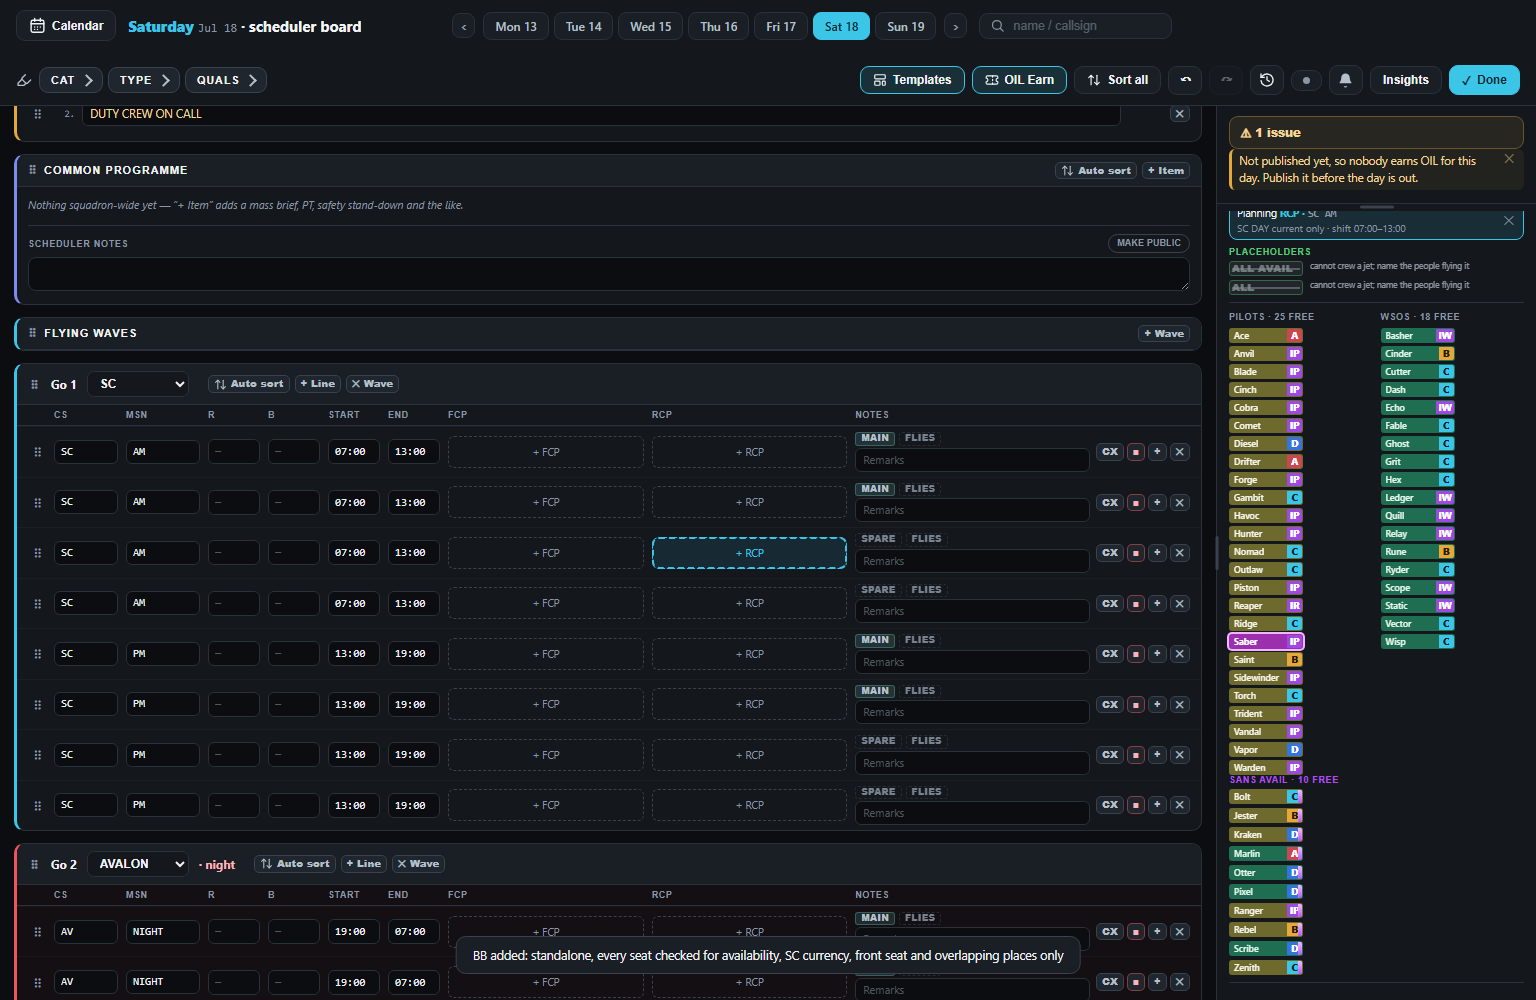 Calendar
Saturday Jul 18 · scheduler board
‹ Mon 13 Tue 14 Wed 15 Thu 16 Fri 17 Sat 18 Sun 19 ›
name / callsign
CAT TYPE QUALS
Templates OIL Earn Sort all Insights ✓ Done
2. DUTY CREW ON CALL
COMMON PROGRAMME
Auto sort + Item
Nothing squadron-wide yet — "+ Item" adds a mass brief, PT, safety stand-down and the like.
SCHEDULER NOTES
MAKE PUBLIC
FLYING WAVES
+ Wave
Go 1 SC Auto sort + Line × Wave
CS MSN R B START END FCP RCP NOTES
SC AM – – 07:00 13:00 + FCP + RCP MAIN FLIES Remarks CX + ×
SC AM – – 07:00 13:00 + FCP + RCP MAIN FLIES Remarks CX + ×
SC AM – – 07:00 13:00 + FCP + RCP SPARE FLIES Remarks CX + ×
SC AM – – 07:00 13:00 + FCP + RCP SPARE FLIES Remarks CX + ×
SC PM – – 13:00 19:00 + FCP + RCP MAIN FLIES Remarks CX + ×
SC PM – – 13:00 19:00 + FCP + RCP MAIN FLIES Remarks CX + ×
SC PM – – 13:00 19:00 + FCP + RCP SPARE FLIES Remarks CX + ×
SC PM – – 13:00 19:00 + FCP + RCP SPARE FLIES Remarks CX + ×
Go 2 AVALON · night Auto sort + Line × Wave
CS MSN R B START END FCP RCP NOTES
AV NIGHT – – 19:00 07:00 + FCP + RCP MAIN FLIES CX + ×
AV NIGHT – – 19:00 07:00 + FCP + RCP Remarks CX + ×
BB added: standalone, every seat checked for availability, SC currency, front seat and overlapping places only
⚠ 1 issue
Not published yet, so nobody earns OIL for this
day. Publish it before the day is out.
Planning RCP · SC AM
SC DAY current only · shift 07:00–13:00
PLACEHOLDERS
ALL AVAIL cannot crew a jet; name the people flying it
ALL cannot crew a jet; name the people flying it
PILOTS · 25 FREE
Ace A
Anvil IP
Blade IP
Cinch IP
Cobra IP
Comet IP
Diesel D
Drifter A
Forge IP
Gambit C
Havoc IP
Hunter IP
Nomad C
Outlaw C
Piston IP
Reaper IR
Ridge C
Saber IP
Saint B
Sidewinder IP
Torch C
Trident IP
Vandal IP
Vapor D
Warden IP
WSOS · 18 FREE
Basher IW
Cinder B
Cutter C
Dash C
Echo IW
Fable C
Ghost C
Grit C
Hex C
Ledger IW
Quill IW
Relay IW
Rune B
Ryder C
Scope IW
Static IW
Vector C
Wisp C
SANS AVAIL · 10 FREE
Bolt C
Jester B
Kraken D
Marlin A
Otter D
Pixel D
Ranger IP
Rebel B
Scribe D
Zenith C